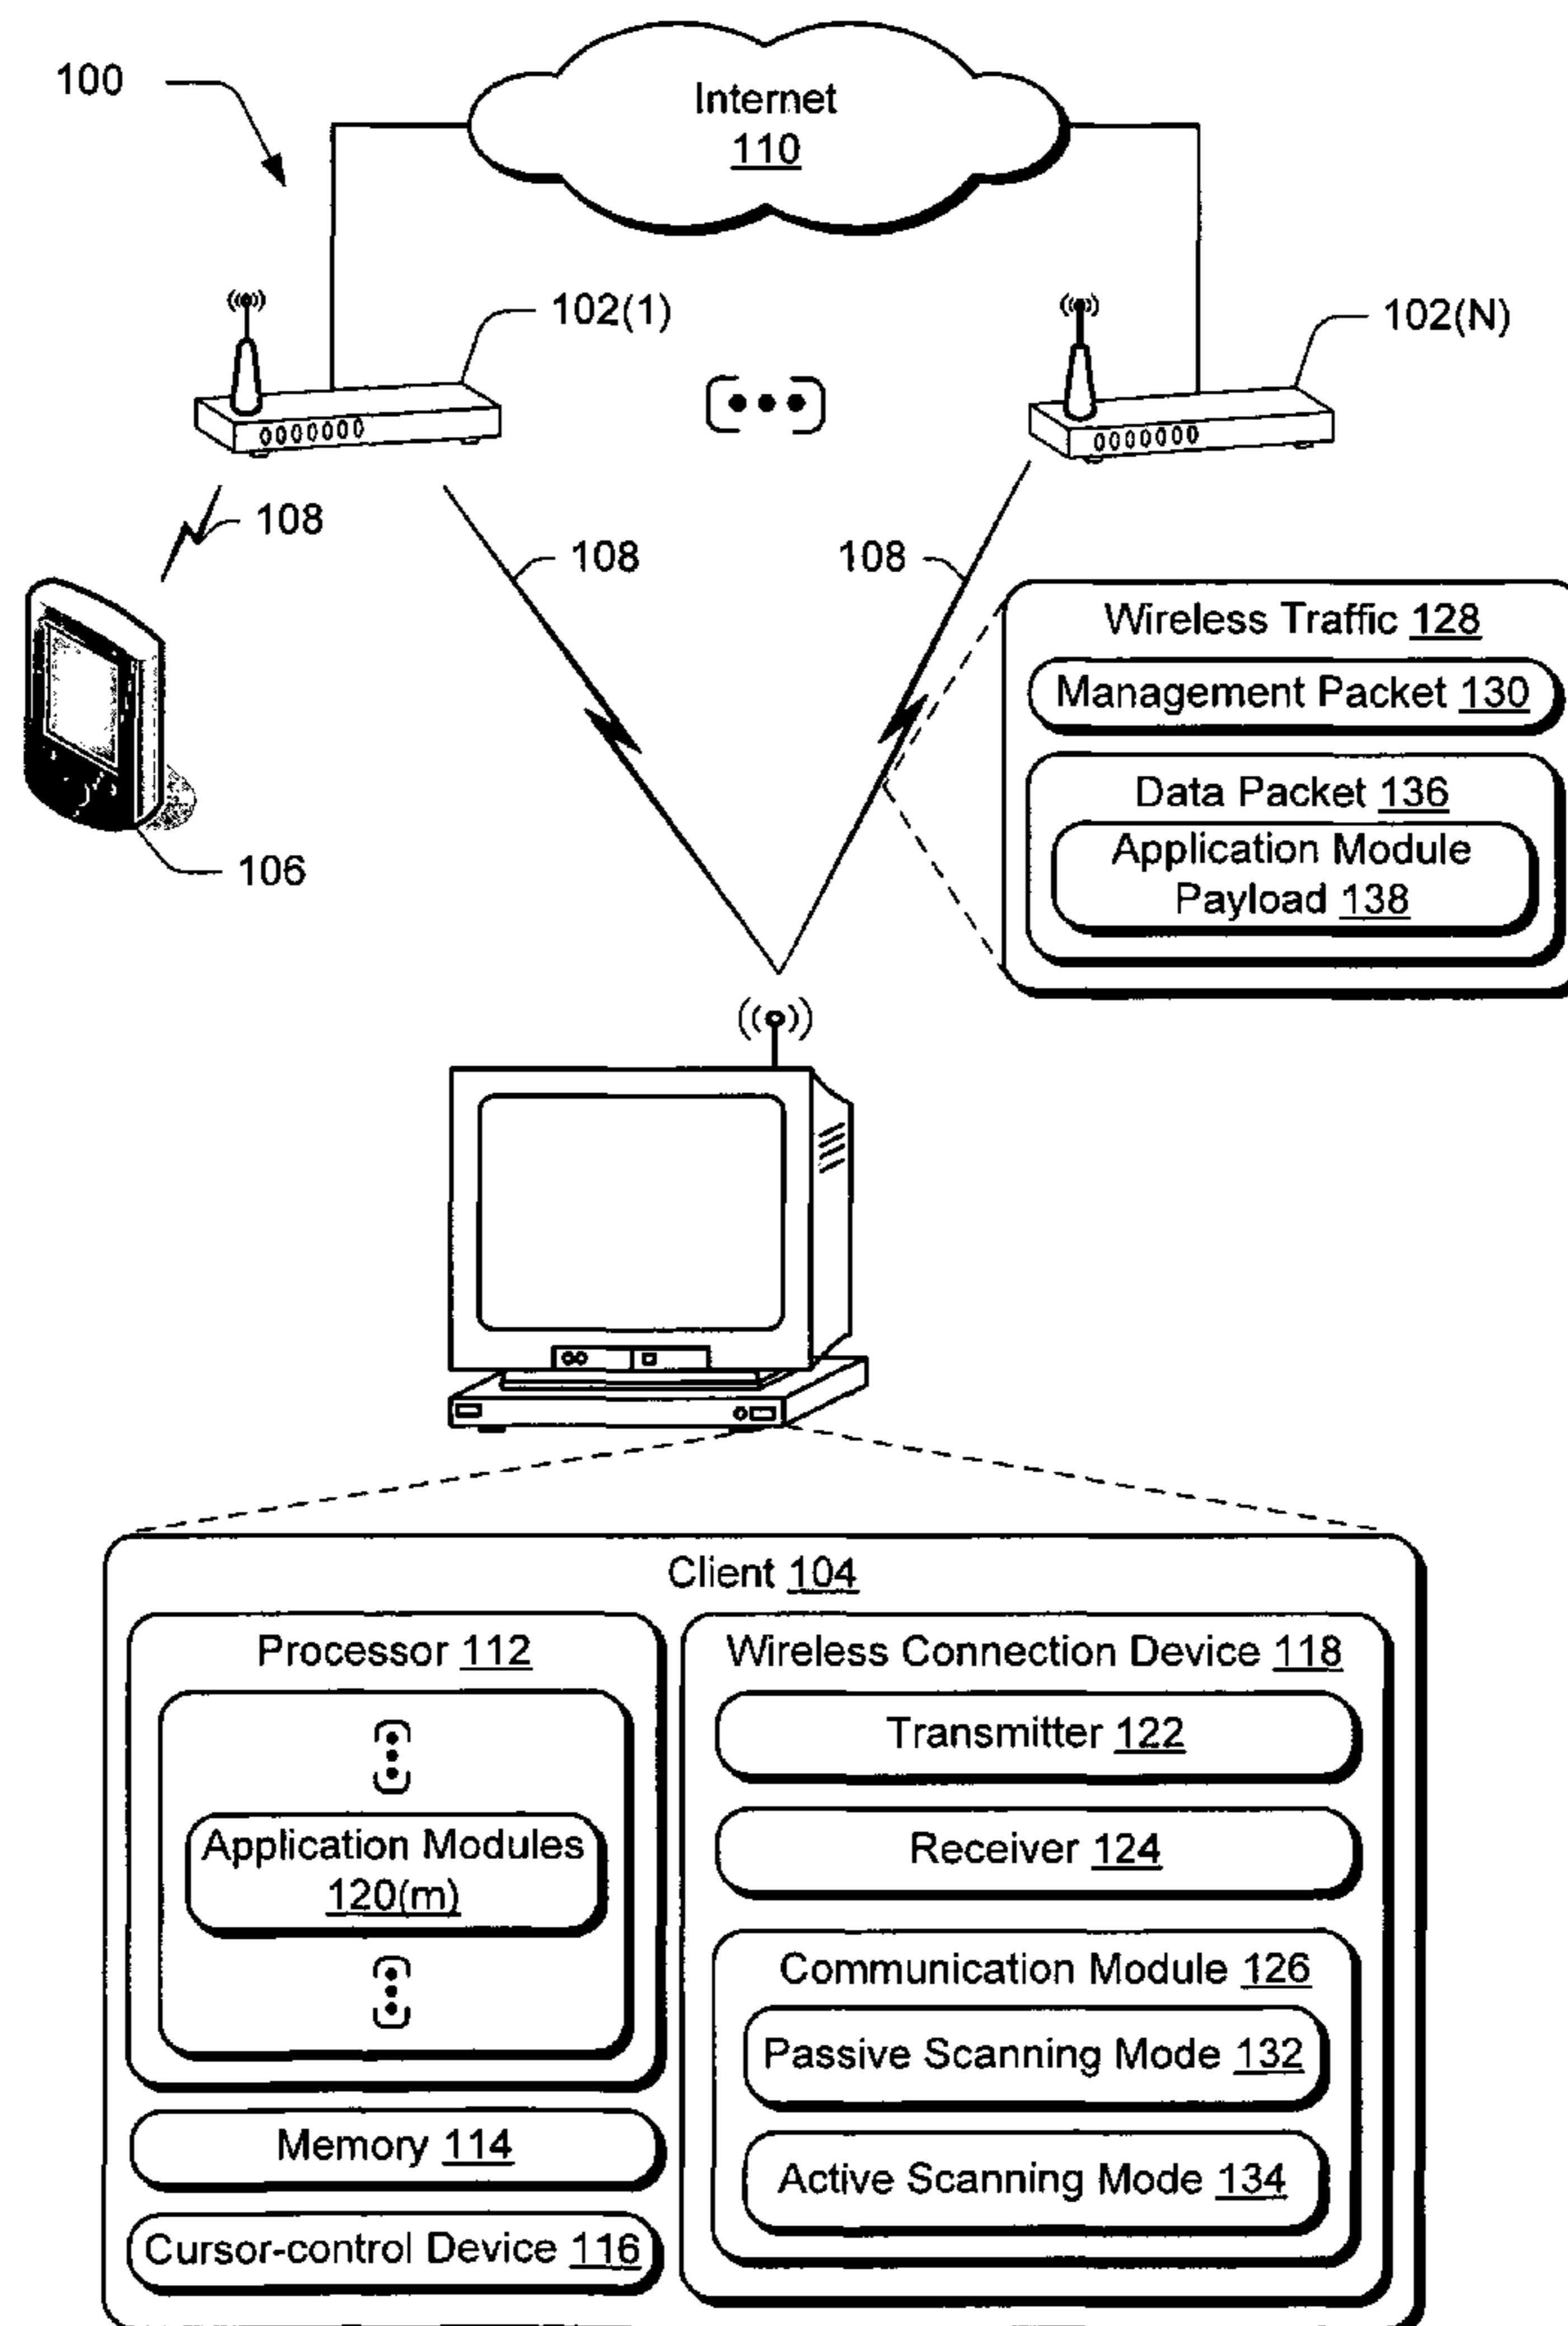 100
Internet
110
102(1)
102(N)
108
108
108
Wireless Traffic 128
Management Packet 130
Data Packet 136
Application Module
Payload 138
106
Client 104
Processor 112
Application Modules
120(m)
Memory 114
Cursor-control Device 116
Wireless Connection Device 118
Transmitter 122
Receiver 124
Communication Module 126
Passive Scanning Mode 132
Active Scanning Mode 134